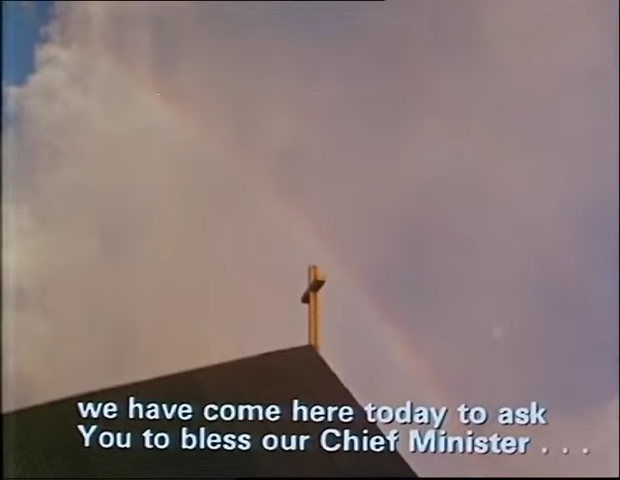 we have come here today to ask
You to bless our Chief Minister . . .